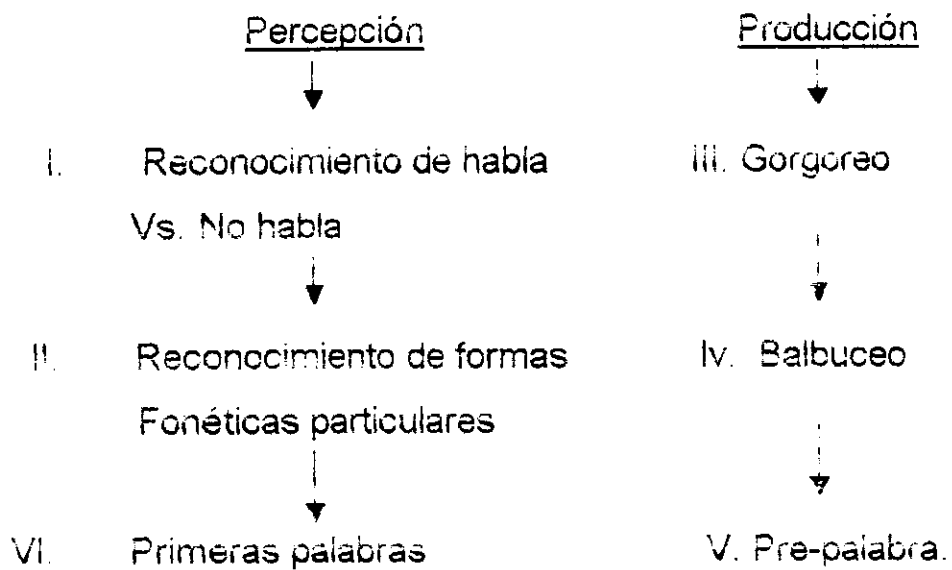 Percepción Producción
I. Reconocimiento de habla III. Gorgoreo
Vs. No habla
II. Reconocimiento de formas Iv. Balbuceo
Fonéticas particulares
VI. Primeras palabras V. Pre-palabra.